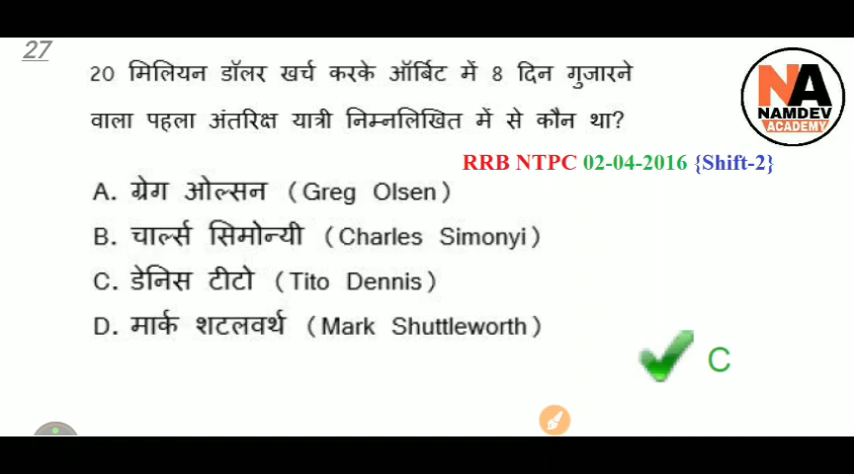 27
20 मिलियन डॉलर खर्च करके ऑर्बिट में 8 दिन गुजारने
वाला पहला अंतरिक्ष यात्री निम्नलिखित में से कौन था?
NA
NAMDEV
ACADEMY
RRB NTPC 02-04-2016 {Shift-2}
A. ग्रेग ओल्सन (Greg Olsen)
B. चार्ल्स सिमोन्यी (Charles Simonyi)
C. डेनिस टीटो (Tito Dennis)
D. मार्क शटलवर्थ (Mark Shuttleworth)
C